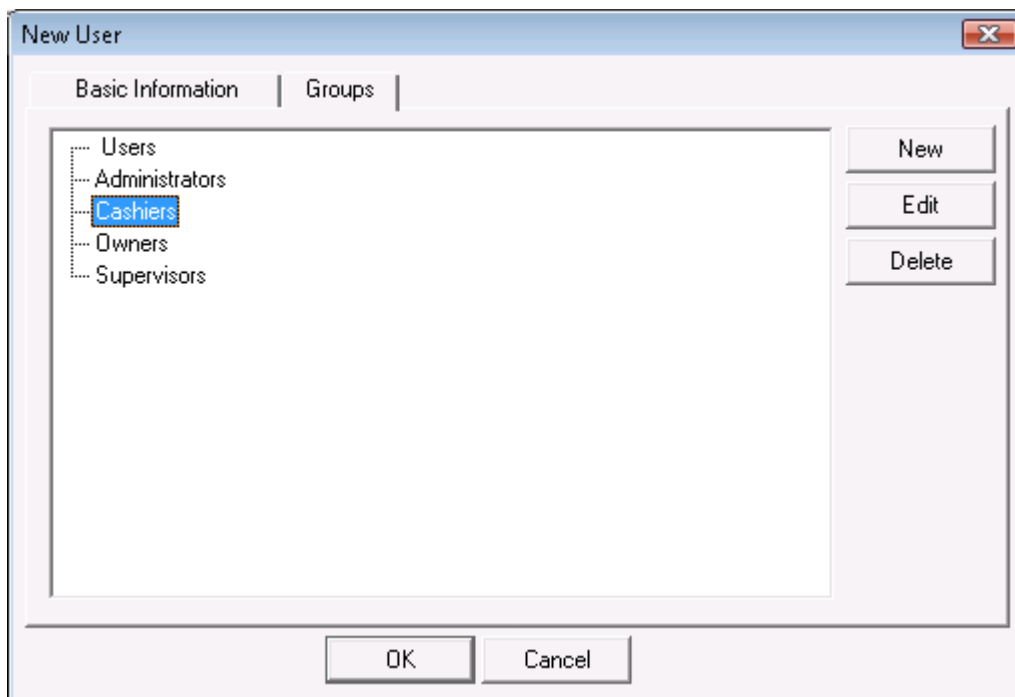 New User
Basic Information
Groups
Users
Administrators
Cashiers
Owners
Supervisors
New
Edit
Delete
OK
Cancel